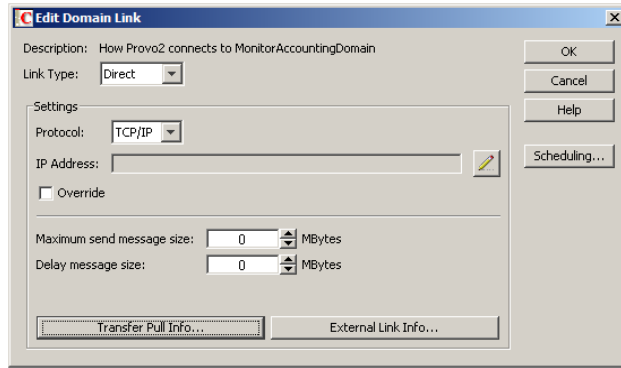 Edit Domain Link
Description: How Provo2 connects to MonitorAccountingDomain
Link Type: Direct
OK
Cancel
Help
Scheduling...
Settings
Protocol: TCP/IP
IP Address:
Override
Maximum send message size: 0 MBytes
Delay message size: 0 MBytes
Transfer Pull Info... External Link Info...